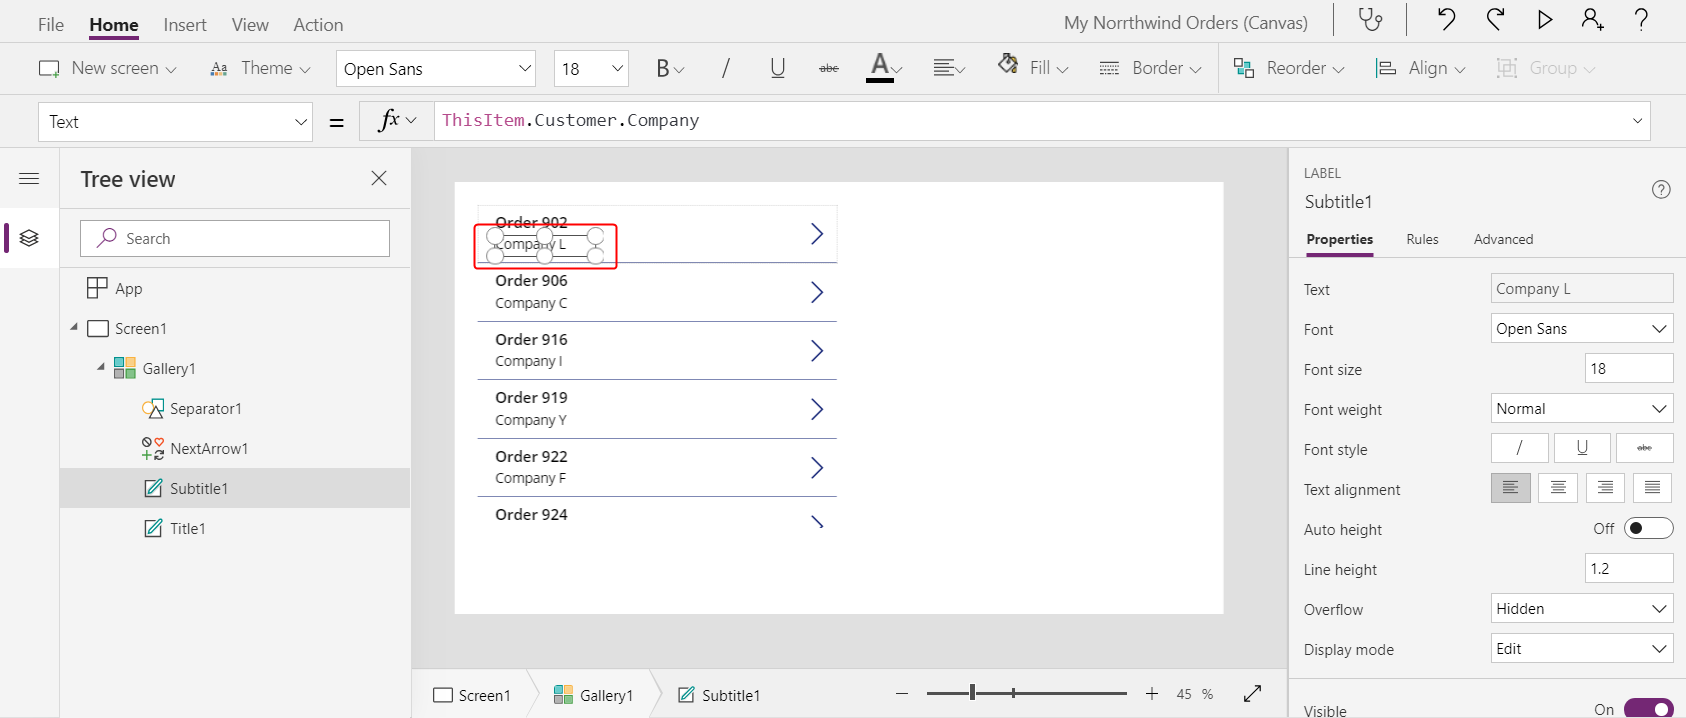 File Home Insert View Action My Norrthwind Orders (Canvas) ?
New screen Aa Theme Open Sans 18 B / U abc A Fill Border Reorder Align Group
Text = fx ThisItem.Customer.Company
Tree view
Search
App
Screen1
Gallery1
Separator1
NextArrow1
Subtitle1
Title1
Order 902
Company L
Order 906
Company C
Order 916
Company I
Order 919
Company Y
Order 922
Company F
Order 924
Screen1 Gallery1 Subtitle1 45 %
LABEL
Subtitle1 ?
Properties Rules Advanced
Text Company L
Font Open Sans
Font size 18
Font weight Normal
Font style / U abc
Text alignment
Auto height Off
Line height 1.2
Overflow Hidden
Display mode Edit
Visible On